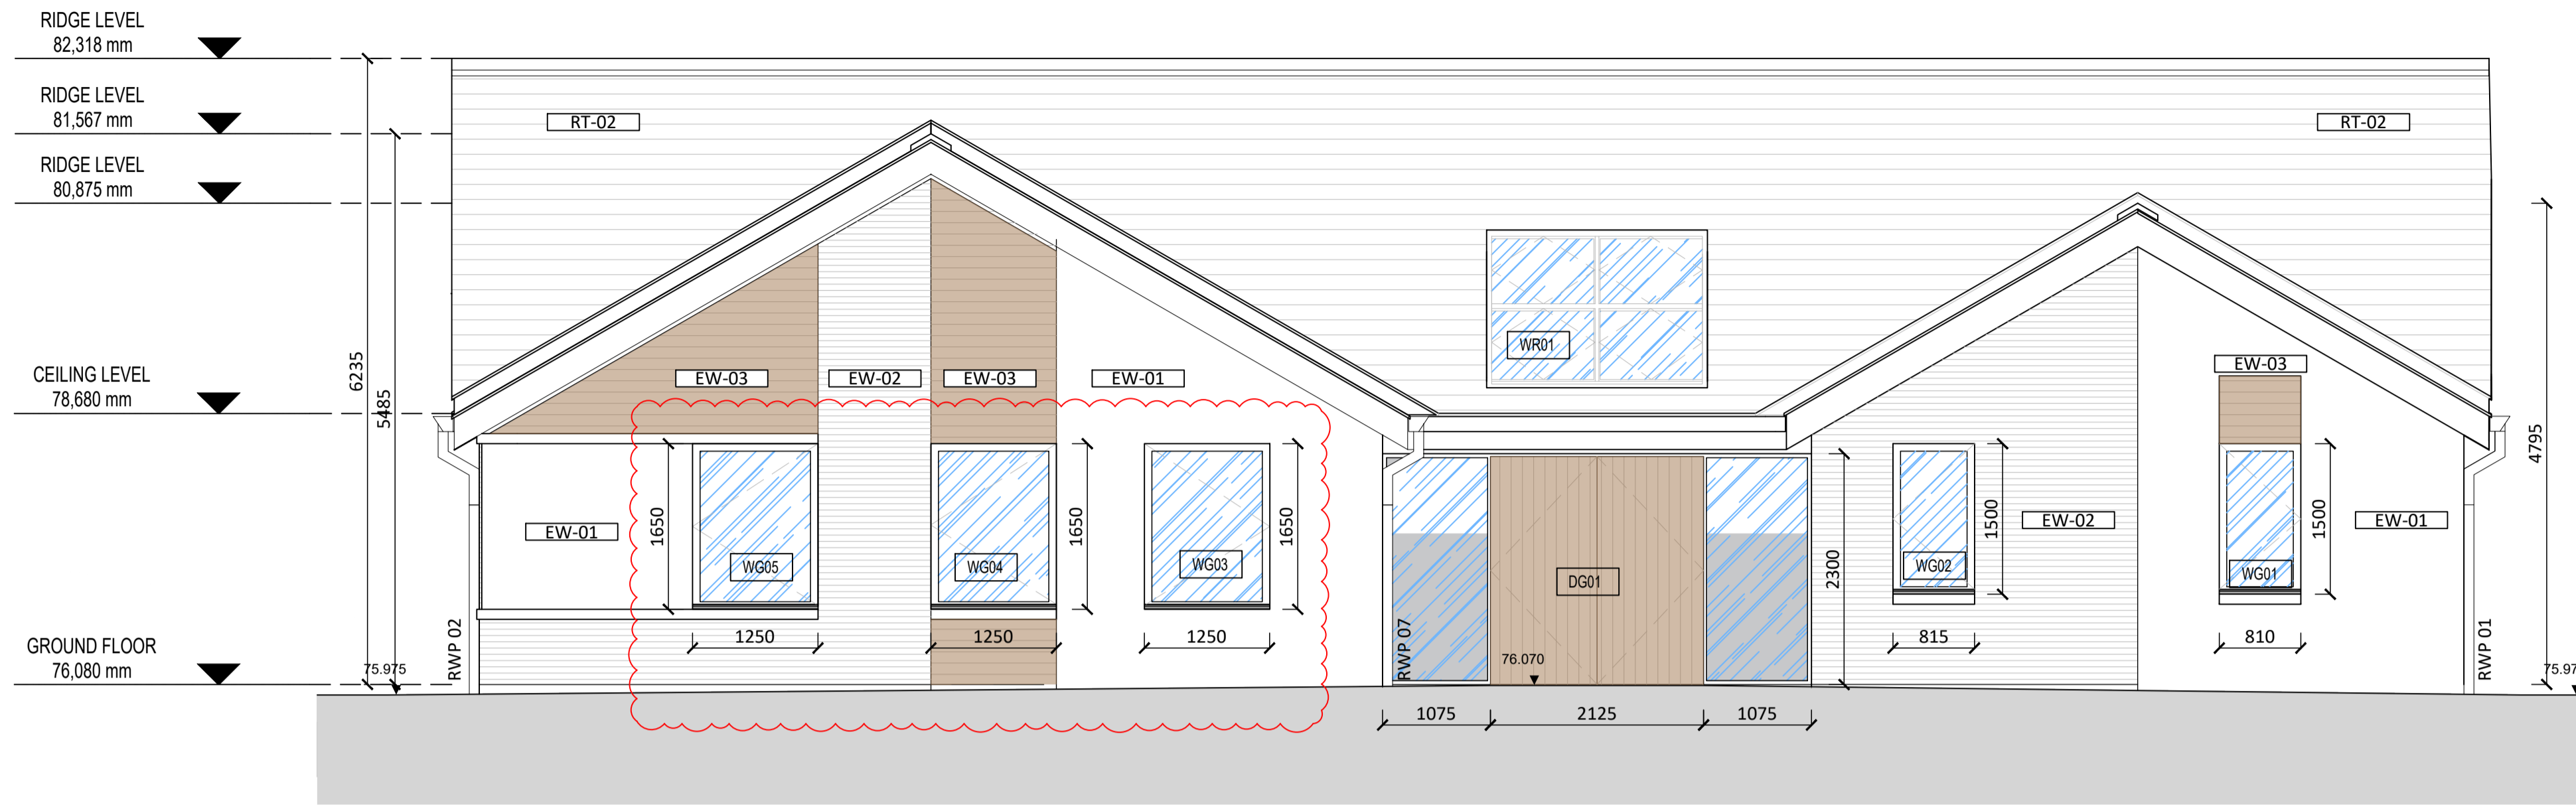 RIDGE LEVEL
82,318 mm
RIDGE LEVEL
81,567 mm
RIDGE LEVEL
80,875 mm
CEILING LEVEL
78,680 mm
GROUND FLOOR
76,080 mm
6235
5485
75.975
RT-02
RT-02
EW-03
EW-02
EW-03
EW-01
EW-01
RWP 02
1650
WG05
1250
WG04
1650
1250
WG03
1650
1250
WR01
RWP 07
DG01
76.070
1075
2125
1075
2300
WG02
1500
815
EW-02
EW-03
WG01
1500
810
EW-01
RWP 01
4795
75.97